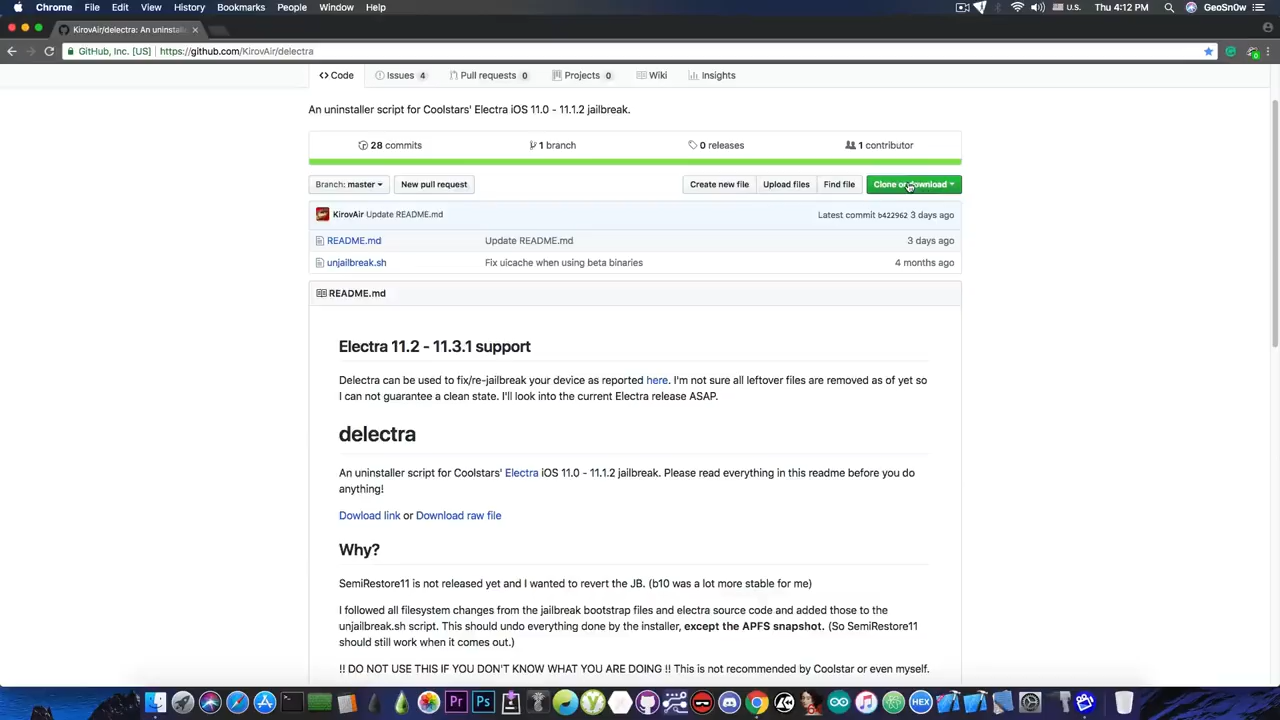 Chrome File Edit View History Bookmarks People Window Help U.S. Thu 4:12 PM GeoSn0w
KirovAir/delectra: An uninstal
GitHub, Inc. [US] https://github.com/KirovAir/delectra
Code Issues 4 Pull requests 0 Projects 0 Wiki Insights
An uninstaller script for Coolstars' Electra iOS 11.0 - 11.1.2 jailbreak.
28 commits 1 branch 0 releases 1 contributor
Branch: master New pull request Create new file Upload files Find file Clone or download
KirovAir Update README.md Latest commit b422962 3 days ago
README.md Update README.md 3 days ago
unjailbreak.sh Fix uicache when using beta binaries 4 months ago
README.md
Electra 11.2 - 11.3.1 support
Delectra can be used to fix/re-jailbreak your device as reported here. I'm not sure all leftover files are removed as of yet so
I can not guarantee a clean state. I'll look into the current Electra release ASAP.
delectra
An uninstaller script for Coolstars' Electra iOS 11.0 - 11.1.2 jailbreak. Please read everything in this readme before you do
anything!
Dowload link or Download raw file
Why?
SemiRestore11 is not released yet and I wanted to revert the JB. (b10 was a lot more stable for me)
I followed all filesystem changes from the jailbreak bootstrap files and electra source code and added those to the
unjailbreak.sh script. This should undo everything done by the installer, except the APFS snapshot. (So SemiRestore11
should still work when it comes out.)
!! DO NOT USE THIS IF YOU DON'T KNOW WHAT YOU ARE DOING !! This is not recommended by Coolstar or even myself.
Pr Ps HEX